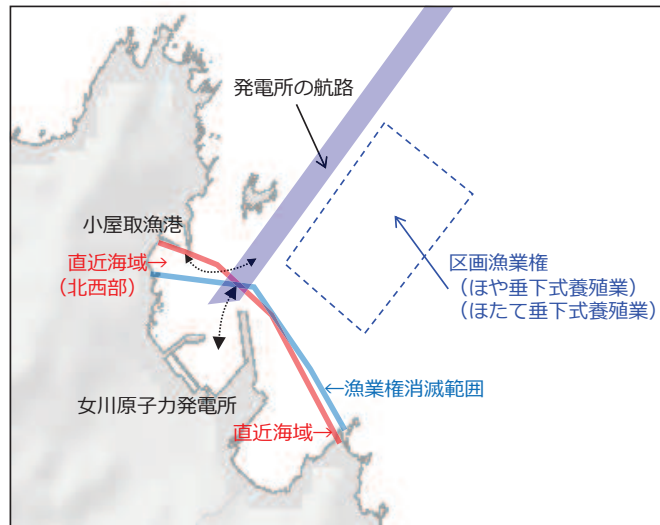 発電所の航路
小屋取漁港
直近海域→
（北西部）
区画漁業権
（ほや垂下式養殖業）
（ほたて垂下式養殖業）
女川原子力発電所
←漁業権消滅範囲
直近海域→